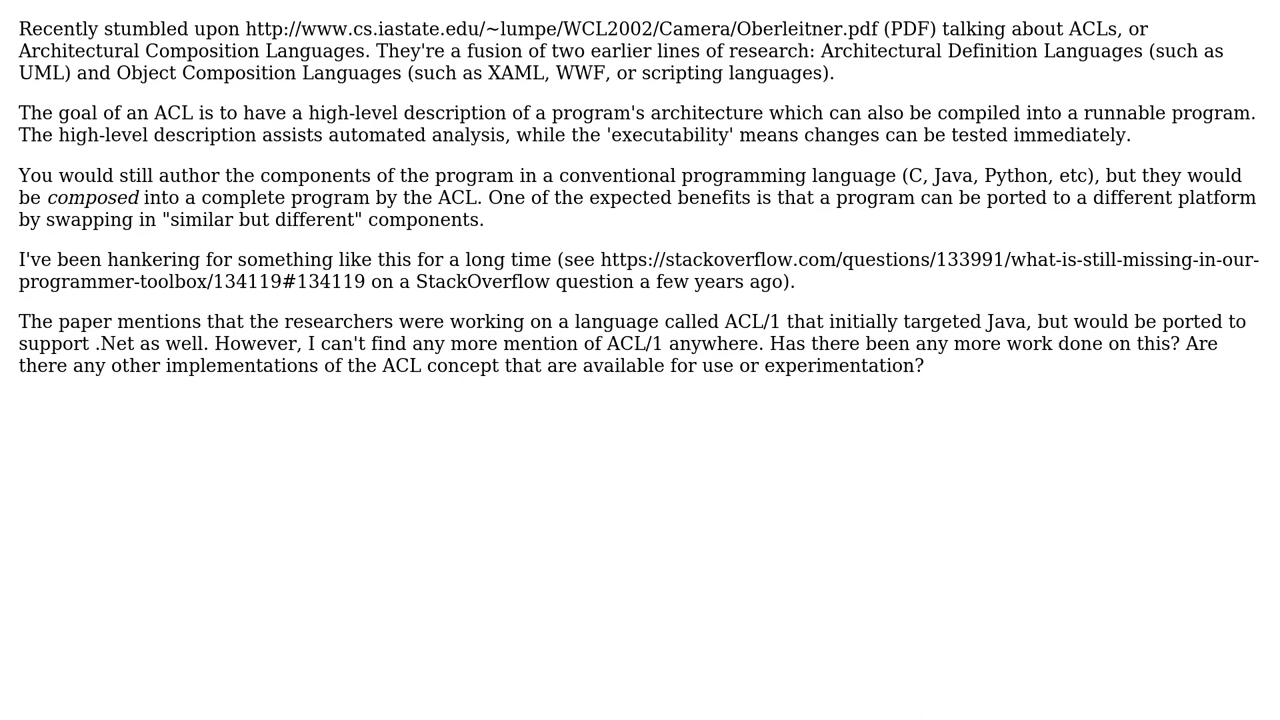 Recently stumbled upon http://www.cs.iastate.edu/~lumpe/WCL2002/Camera/Oberleitner.pdf (PDF) talking about ACLs, or
Architectural Composition Languages. They're a fusion of two earlier lines of research: Architectural Definition Languages (such as
UML) and Object Composition Languages (such as XAML, WWF, or scripting languages).
The goal of an ACL is to have a high-level description of a program's architecture which can also be compiled into a runnable program.
The high-level description assists automated analysis, while the 'executability' means changes can be tested immediately.
You would still author the components of the program in a conventional programming language (C, Java, Python, etc), but they would
be composed into a complete program by the ACL. One of the expected benefits is that a program can be ported to a different platform
by swapping in "similar but different" components.
I've been hankering for something like this for a long time (see https://stackoverflow.com/questions/133991/what-is-still-missing-in-our-
programmer-toolbox/134119#134119 on a StackOverflow question a few years ago).
The paper mentions that the researchers were working on a language called ACL/1 that initially targeted Java, but would be ported to
support .Net as well. However, I can't find any more mention of ACL/1 anywhere. Has there been any more work done on this? Are
there any other implementations of the ACL concept that are available for use or experimentation?